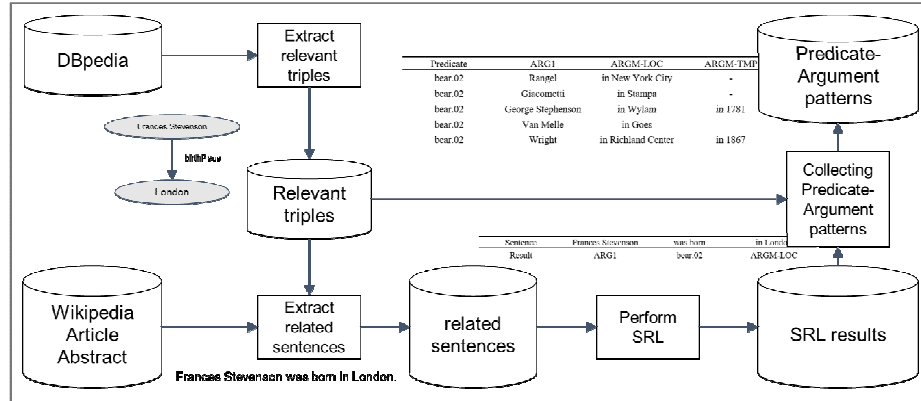 DBpedia
Extract
relevant
triples
Predicate ARG1 ARGM-LOC ARGM-TMP
bear.02 Rangel in New York City -
bear.02 Giacometti in Stampa -
bear.02 George Stephenson in Wylam in 1781
bear.02 Van Melle in Goes
bear.02 Wright in Richland Center in 1867
Predicate-
Argument
patterns
Frances Stevenson
birthPlace
London
Relevant
triples
Collecting
Predicate-
Argument
patterns
Sentence Frances Stevenson was born in London
Result ARG1 bear.02 ARGM-LOC
Wikipedia
Article
Abstract
Extract
related
sentences
related
sentences
Perform
SRL
SRL results
Frances Stevenson was born in London.